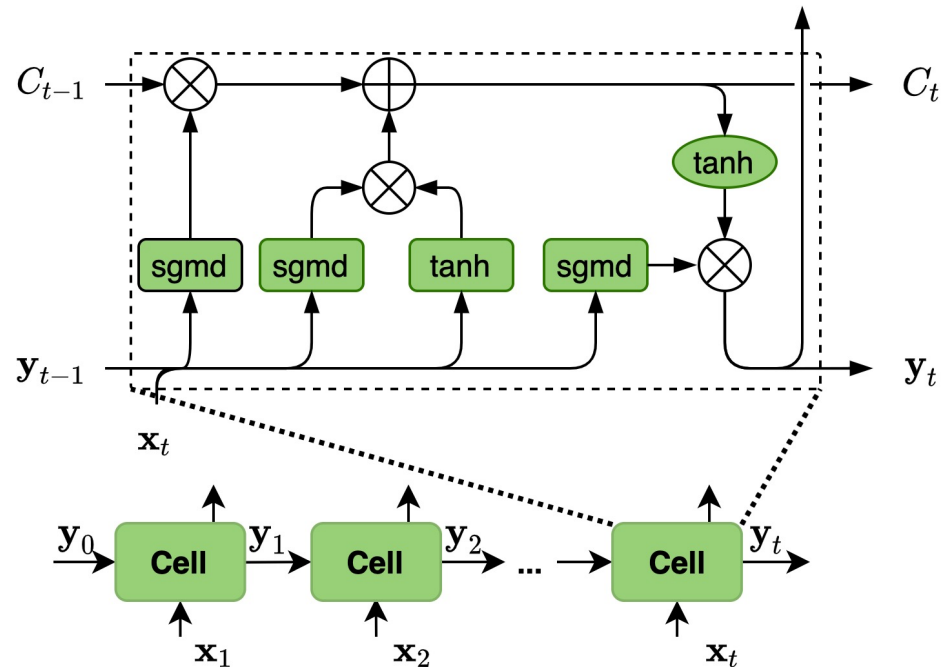 C_{t-1} C_t
tanh
sgmd sgmd tanh sgmd
y_{t-1} y_t
x_t
y_0 y_1 y_2 y_t
Cell Cell ... Cell
x_1 x_2 x_t